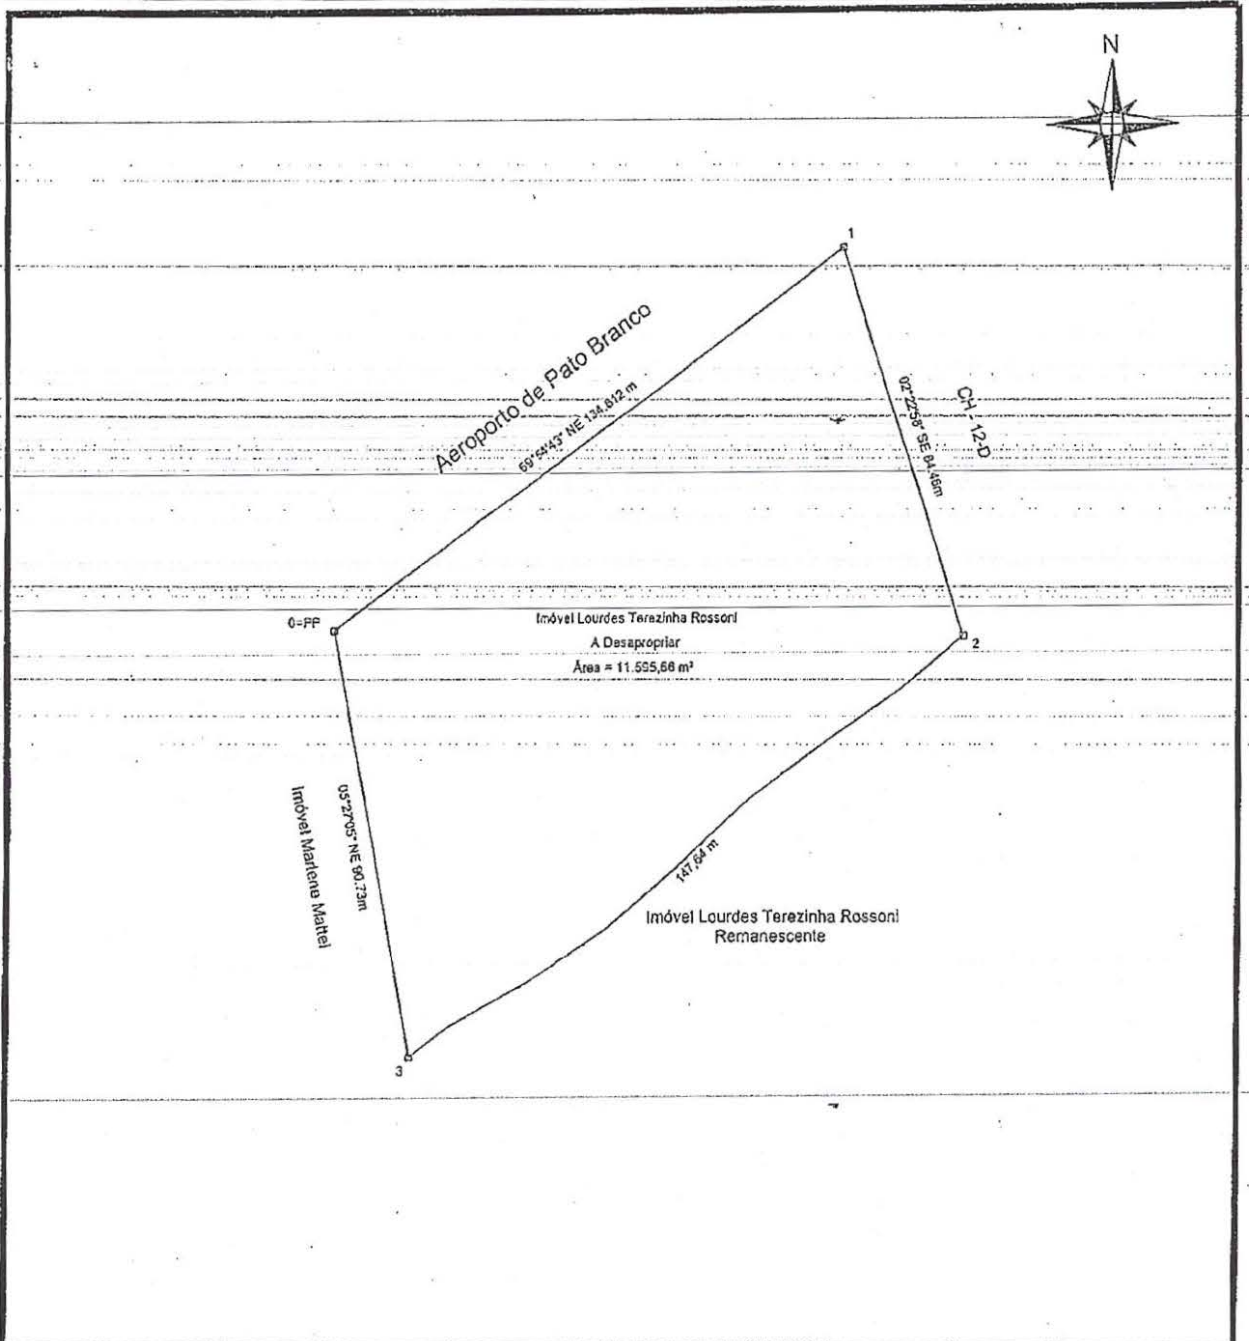 N
1
Aeroporto de Pato Branco
69°54'43" NE 134,812 m
02°22'58" SE 84.46m
CH - 12-D
0=PP
Imóvel Lourdes Terezinha Rossoni
A Desapropriar
Área = 11.595,66 m²
2
Imóvel Marlene Mattei
05°27'05" NE 90.73m
147,64 m
Imóvel Lourdes Terezinha Rossoni
Remanescente
3